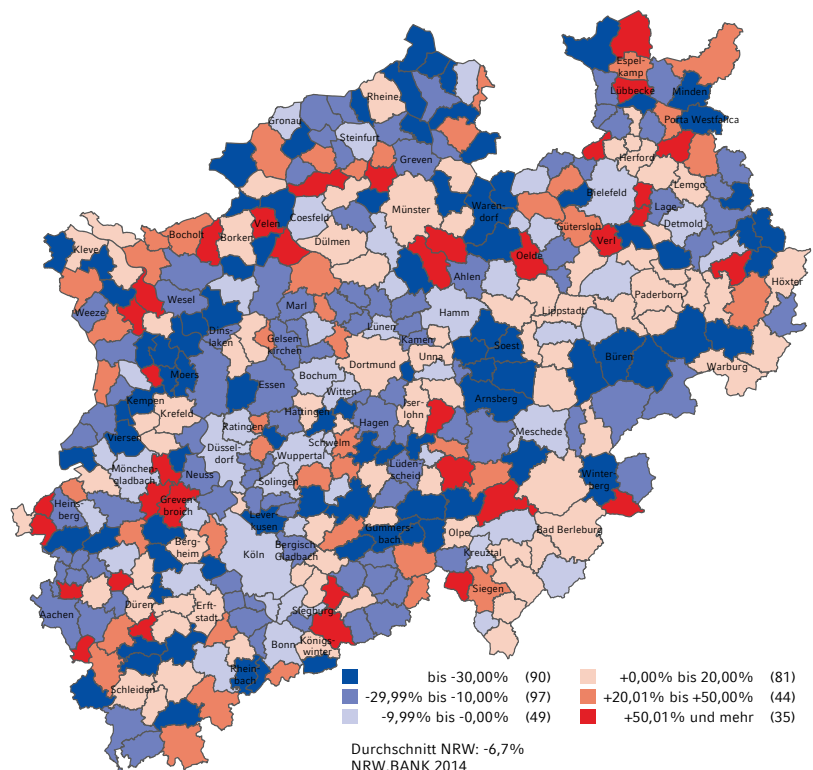 Espel-
kamp
Lübbecke
Minden
Rheine
Porta Westfalica
Gronau
Steinfurt
Greven
Herford
Lemgo
Bielefeld
Münster
Waren-
dorf
Lage
Coesfeld
Velen
Detmold
Gütersloh
Bocholt
Borken
Verl
Dülmen
Kleve
Oelde
Ahlen
Höxter
Paderborn
Wesel
Marl
Weeze
Hamm
Lippstadt
Lünen
Dins-
laken
Gelsen-
kirchen
Kamen
Soest
Unna
Büren
Dortmund
Warburg
Moers
Bochum
Essen
Witten
Arnsberg
Kempen
Krefeld
Hattingen
Iser-
lohn
Hagen
Ratingen
Meschede
Viersen
Schwelm
Düssel-
dorf
Wuppertal
Lüden-
scheid
Mönchen-
gladbach
Neuss
Winter-
berg
Solingen
Greven-
broich
Heins-
berg
Lever-
kusen
Gummers-
bach
Olpe
Bad Berleburg
Berg-
heim
Köln
Bergisch
Gladbach
Kreuztal
Siegen
Düren
Erft-
stadt
Siegburg
Aachen
Bonn
Königs-
winter
Rhein-
bach
Schleiden
bis -30,00% (90) +0,00% bis 20,00% (81)
-29,99% bis -10,00% (97) +20,01% bis +50,00% (44)
-9,99% bis -0,00% (49) +50,01% und mehr (35)
Durchschnitt NRW: -6,7%
NRW.BANK 2014